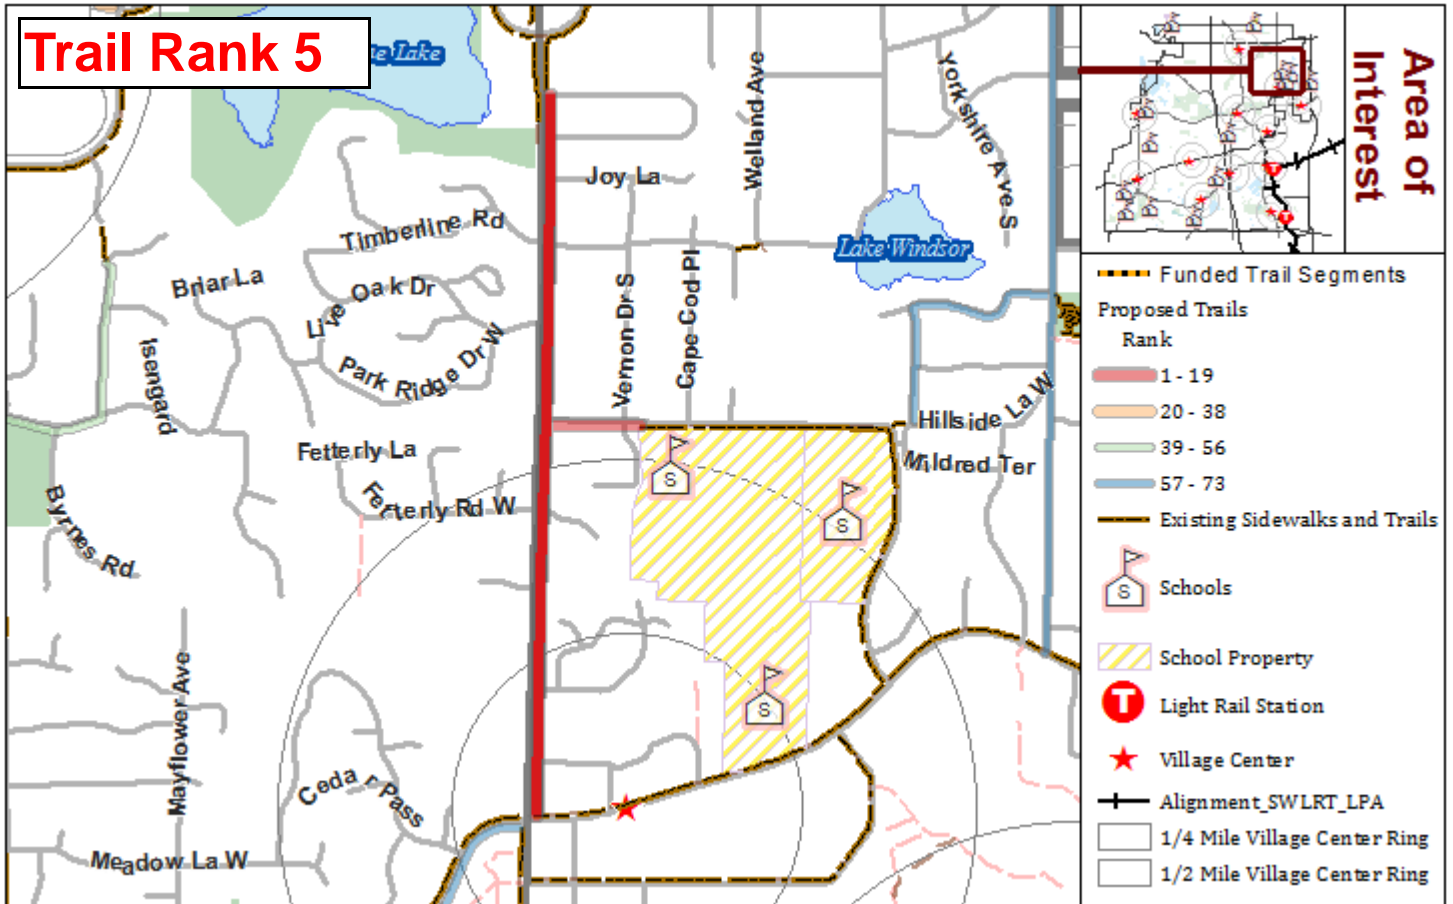 Trail Rank 5
te Lake
Welland Ave
Yorkshire Ave S
Joy La
Timberline Rd
Lake Windsor
Briar La
Live Oak Dr
Vernon Dr S
Cape Cod Pl
Isengard
Park Ridge Dr W
Hillside La W
Fetterly La
Mildred Ter
Fetterly Rd W
Byrnes Rd
S
S
S
Mayflower Ave
Cedar Pass
Meadow La W
Area of
Interest
Funded Trail Segments
Proposed Trails
Rank
1 - 19
20 - 38
39 - 56
57 - 73
Existing Sidewalks and Trails
S
Schools
School Property
T
Light Rail Station
Village Center
Alignment_SWLRT_LPA
1/4 Mile Village Center Ring
1/2 Mile Village Center Ring